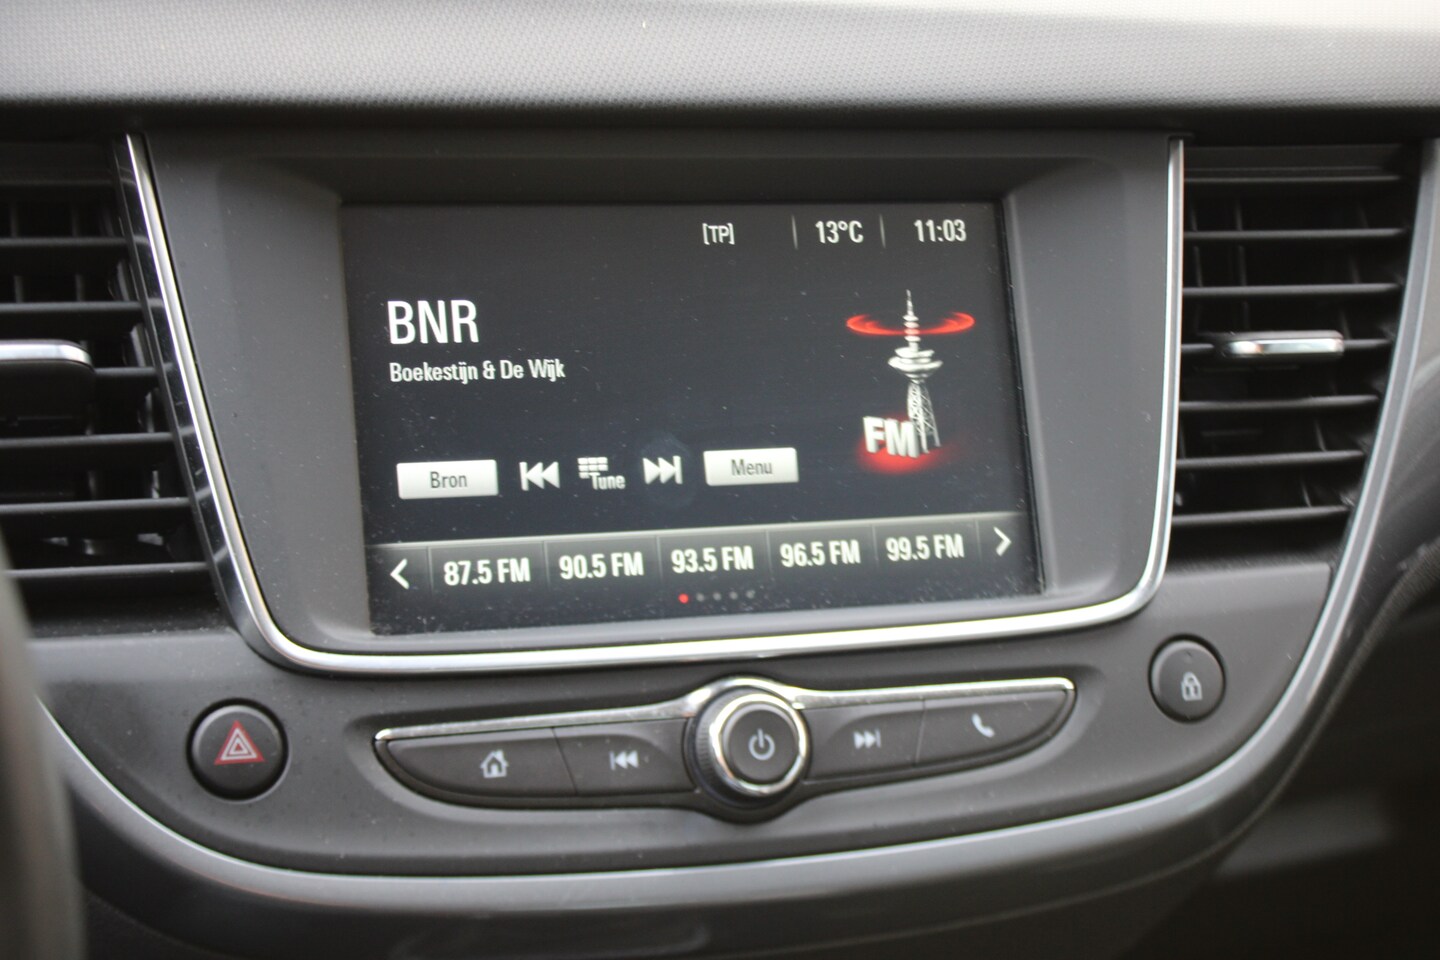 [TP] 13°C 11:03
BNR
Boekestijn & De Wijk
FM
Bron Tune Menu
87.5 FM 90.5 FM 93.5 FM 96.5 FM 99.5 FM